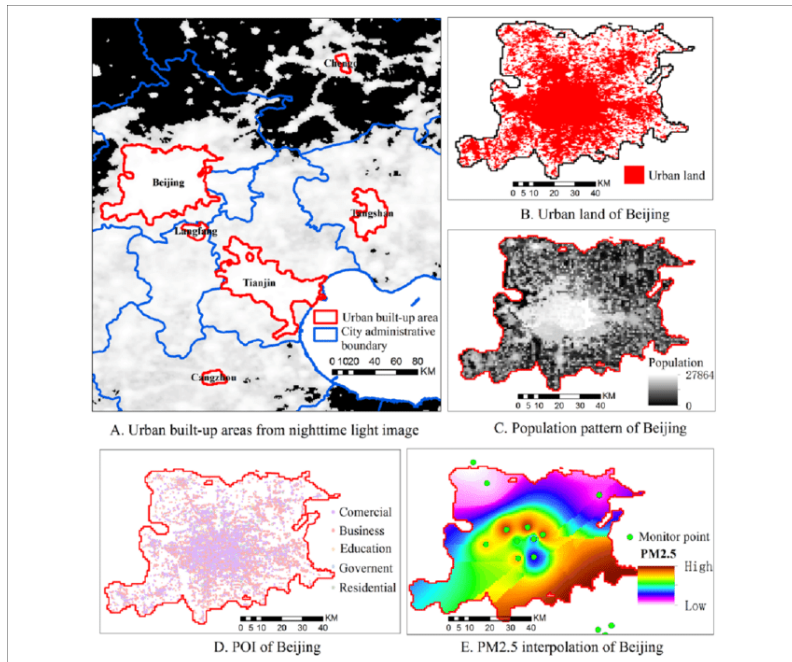 Chengd
Beijing
Tangshan
Langfang
Tianjin
Urban built-up area
City administrative
boundary
0 10 20 40 60 80
KM
Cangzhou
A. Urban built-up areas from nighttime light image
KM
0 5 10 20 30 40
Urban land
B. Urban land of Beijing
Population
27864
0
KM
0 5 10 20 30 40
C. Population pattern of Beijing
Comercial
Business
Education
Governent
Residential
KM
0 5 10 20 30 40
D. POI of Beijing
Monitor point
PM2.5
High
Low
KM
0 5 10 20 30 40
E. PM2.5 interpolation of Beijing